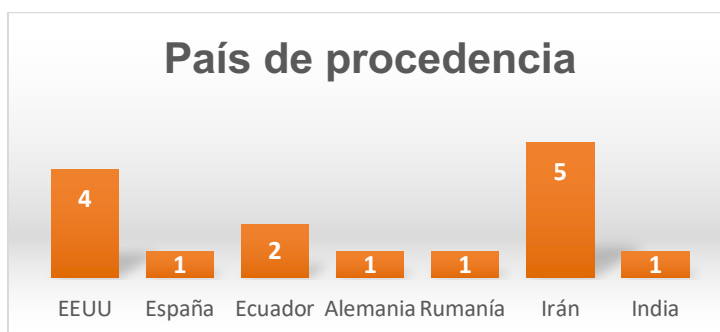 País de procedencia
4 1 2 1 1 5 1
EEUU España Ecuador Alemania Rumanía Irán India